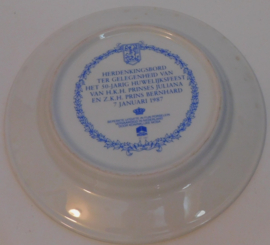 HERDENKINGSBORD
TER GELEGENHEID VAN
HET 50-JARIG HUWELIJKSFEEST
VAN H.K.H. PRINSES JULIANA
EN Z.K.H. PRINS BERNHARD
7 JANUARI 1987